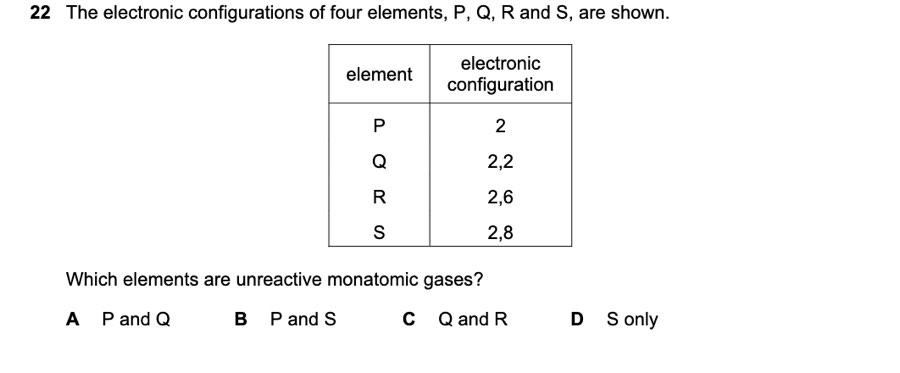 22 The electronic configurations of four elements, P, Q, R and S, are shown.
element
electronic
configuration
P 2
Q 2,2
R 2,6
S 2,8
Which elements are unreactive monatomic gases?
A P and Q B P and S C Q and R D S only